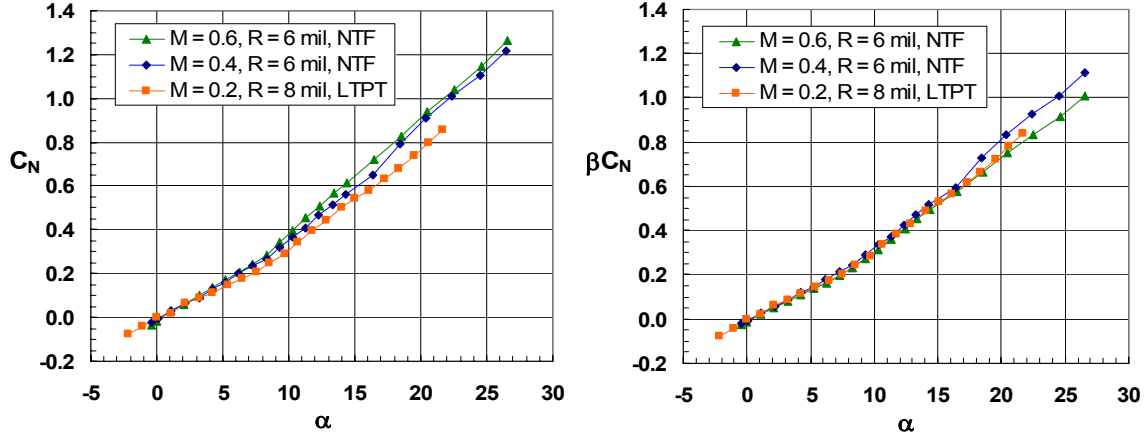 1.4
1.2
1.0
0.8
0.6
0.4
0.2
0.0
-0.2
C_N
M = 0.6, R = 6 mil, NTF
M = 0.4, R = 6 mil, NTF
M = 0.2, R = 8 mil, LTPT
-5 0 5 10 15 20 25 30
α
1.4
1.2
1.0
0.8
0.6
0.4
0.2
0.0
-0.2
βC_N
M = 0.6, R = 6 mil, NTF
M = 0.4, R = 6 mil, NTF
M = 0.2, R = 8 mil, LTPT
-5 0 5 10 15 20 25 30
α